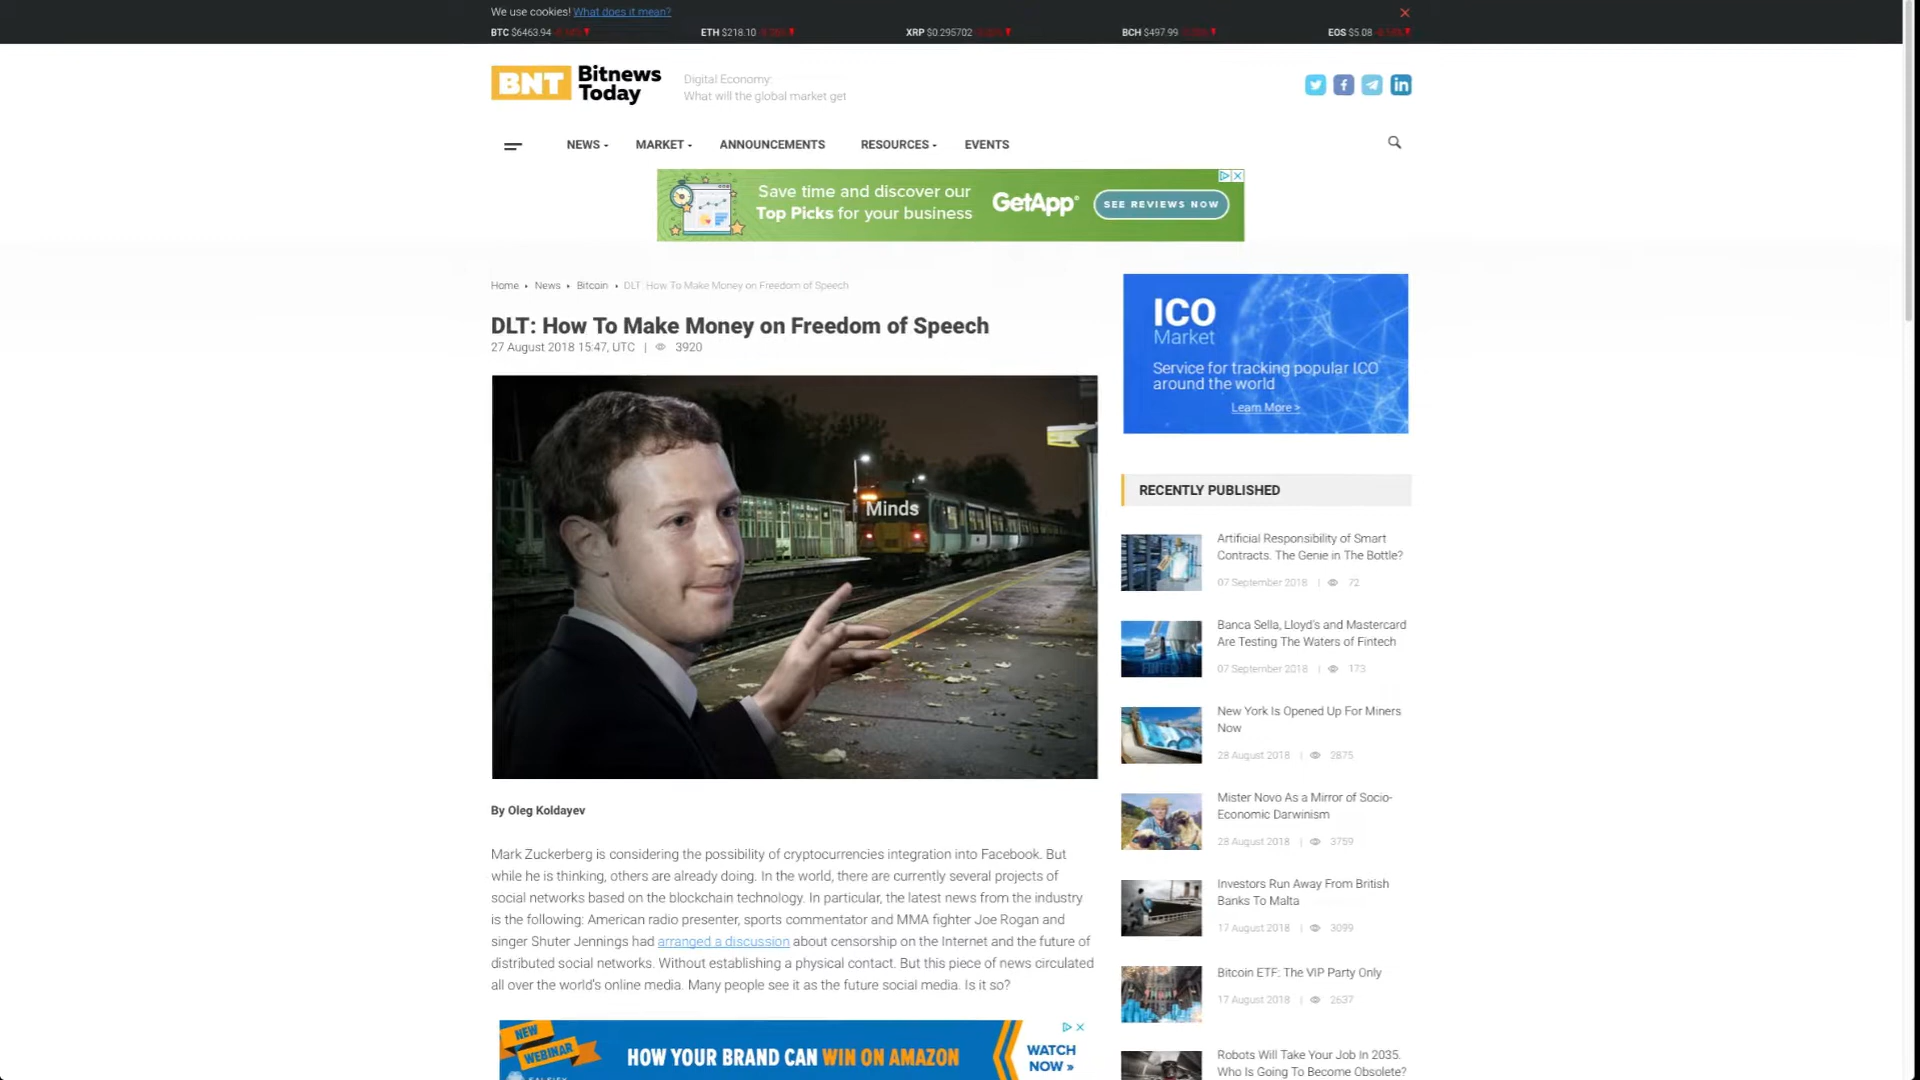 We use cookies! What does it mean?
BTC $6463.94
ETH $218.10
XRP $0.295702
BCH $497.99
EOS $5.08
BNT Bitnews Today
Digital Economy:
What will the global market get
NEWS
MARKET
ANNOUNCEMENTS
RESOURCES
EVENTS
Save time and discover our
Top Picks for your business
GetApp
SEE REVIEWS NOW
Home
News
Bitcoin
DLT: How To Make Money on Freedom of Speech
DLT: How To Make Money on Freedom of Speech
27 August 2018 15:47, UTC | 3920
Minds
By Oleg Koldayev
Mark Zuckerberg is considering the possibility of cryptocurrencies integration into Facebook. But
while he is thinking, others are already doing. In the world, there are currently several projects of
social networks based on the blockchain technology. In particular, the latest news from the industry
is the following: American radio presenter, sports commentator and MMA fighter Joe Rogan and
singer Shuter Jennings had arranged a discussion about censorship on the Internet and the future of
distributed social networks. Without establishing a physical contact. But this piece of news circulated
all over the world's online media. Many people see it as the future social media. Is it so?
NEW
WEBINAR
HOW YOUR BRAND CAN WIN ON AMAZON
WATCH
NOW »
ICO
Market
Service for tracking popular ICO
around the world
Learn More >
RECENTLY PUBLISHED
Artificial Responsibility of Smart
Contracts. The Genie in The Bottle?
07 September 2018 | 72
Banca Sella, Lloyd's and Mastercard
Are Testing The Waters of Fintech
07 September 2018 | 173
New York Is Opened Up For Miners
Now
28 August 2018 | 2875
Mister Novo As a Mirror of Socio-
Economic Darwinism
28 August 2018 | 3759
Investors Run Away From British
Banks To Malta
17 August 2018 | 3099
Bitcoin ETF: The VIP Party Only
17 August 2018 | 2637
Robots Will Take Your Job In 2035.
Who Is Going To Become Obsolete?